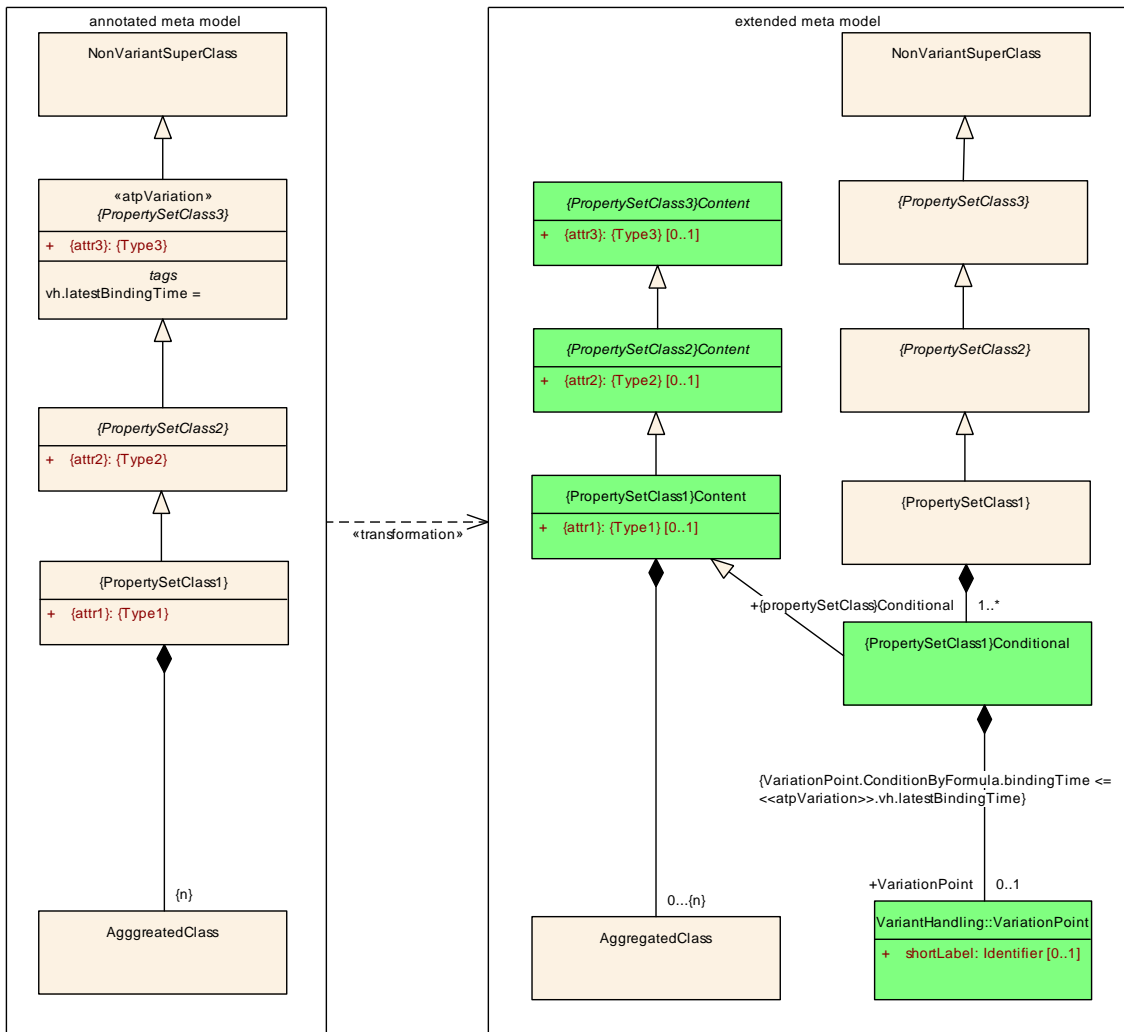 annotated meta model
NonVariantSuperClass
«atpVariation»
{PropertySetClass3}
+ {attr3}: {Type3}
tags
vh.latestBindingTime =
{PropertySetClass2}
+ {attr2}: {Type2}
{PropertySetClass1}
+ {attr1}: {Type1}
{n}
AgggreatedClass
«transformation»
extended meta model
NonVariantSuperClass
{PropertySetClass3}Content
+ {attr3}: {Type3} [0..1]
{PropertySetClass3}
{PropertySetClass2}Content
+ {attr2}: {Type2} [0..1]
{PropertySetClass2}
{PropertySetClass1}Content
+ {attr1}: {Type1} [0..1]
{PropertySetClass1}
+{propertySetClass}Conditional 1..*
{PropertySetClass1}Conditional
{VariationPoint.ConditionByFormula.bindingTime <=
<<atpVariation>>.vh.latestBindingTime}
0...{n}
AggregatedClass
+VariationPoint 0..1
VariantHandling::VariationPoint
+ shortLabel: Identifier [0..1]